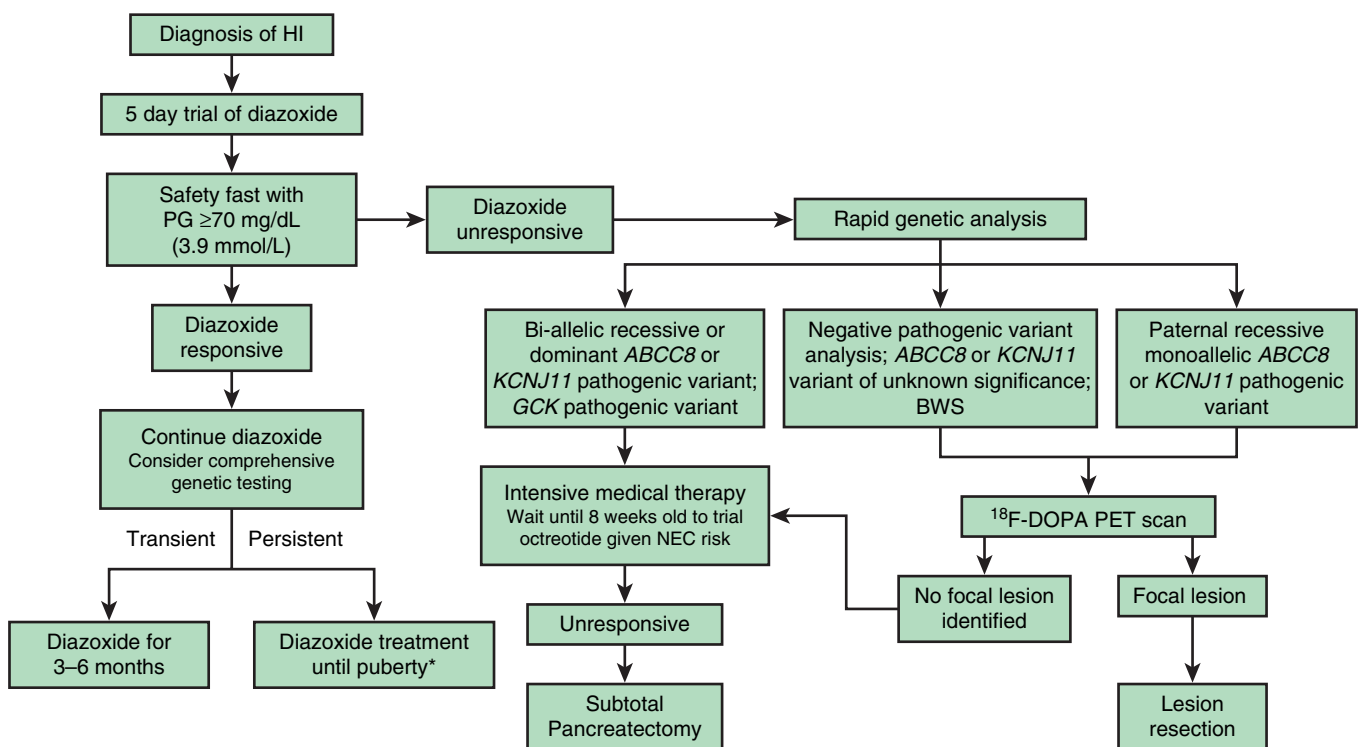 Diagnosis of HI
5 day trial of diazoxide
Safety fast with
PG ≥70 mg/dL
(3.9 mmol/L)
Diazoxide
unresponsive
Rapid genetic analysis
Diazoxide
responsive
Bi-allelic recessive or
dominant ABCC8 or
KCNJ11 pathogenic variant;
GCK pathogenic variant
Negative pathogenic variant
analysis; ABCC8 or KCNJ11
variant of unknown significance;
BWS
Paternal recessive
monoallelic ABCC8
or KCNJ11 pathogenic
variant
Continue diazoxide
Consider comprehensive
genetic testing
Intensive medical therapy
Wait until 8 weeks old to trial
octreotide given NEC risk
18F-DOPA PET scan
Transient
Persistent
No focal lesion
identified
Focal lesion
Diazoxide for
3–6 months
Diazoxide treatment
until puberty*
Unresponsive
Subtotal
Pancreatectomy
Lesion
resection